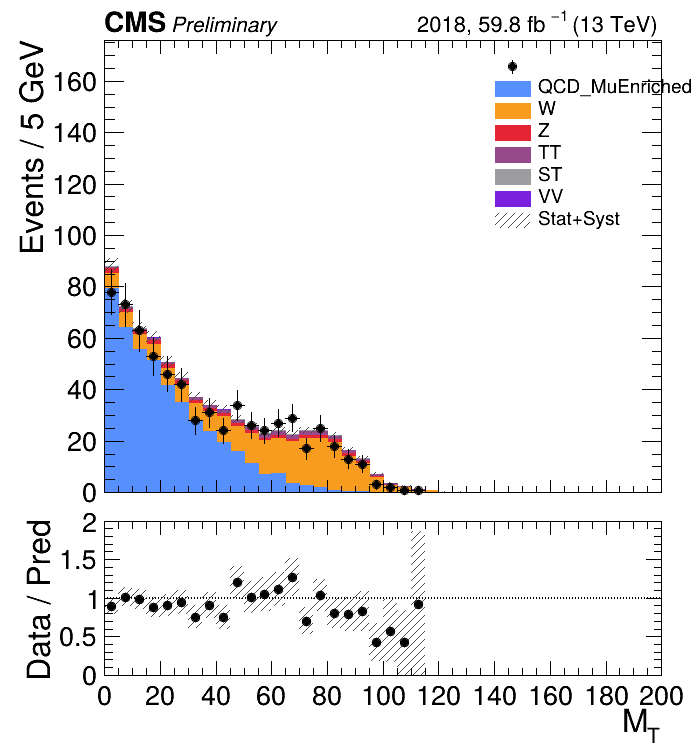 CMS Preliminary 2018, 59.8 fb⁻¹ (13 TeV)
Events / 5 GeV
160
140
120
100
80
60
40
20
0
QCD_MuEnriched
W
Z
TT
ST
VV
Stat+Syst
Data / Pred
2
1.5
1
0.5
0
0 20 40 60 80 100 120 140 160 180 200
M_T